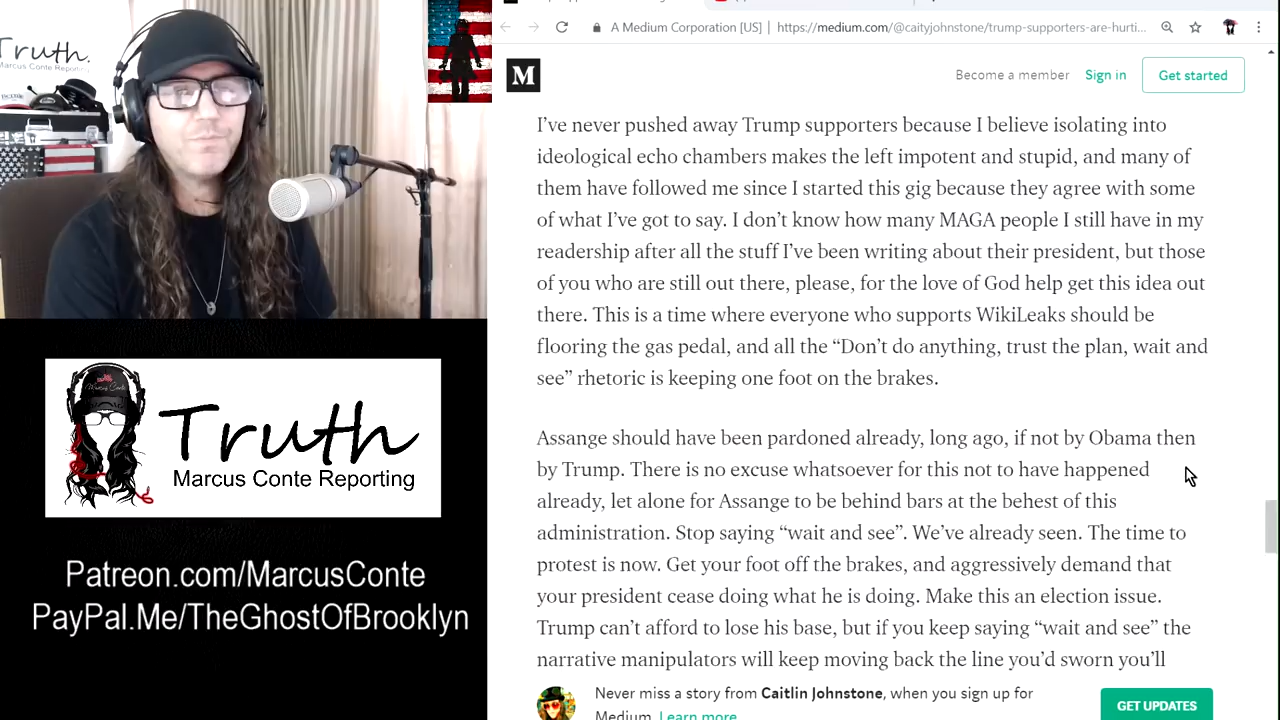 Truth.
Marcus Conte Reporting
A Medium Corporation [US] | https://medium.c
yjohnstone/trump-supporters-are-hurt...
M
Become a member
Sign in
Get started
I’ve never pushed away Trump supporters because I believe isolating into
ideological echo chambers makes the left impotent and stupid, and many of
them have followed me since I started this gig because they agree with some
of what I’ve got to say. I don’t know how many MAGA people I still have in my
readership after all the stuff I’ve been writing about their president, but those
of you who are still out there, please, for the love of God help get this idea out
there. This is a time where everyone who supports WikiLeaks should be
flooring the gas pedal, and all the “Don’t do anything, trust the plan, wait and
see” rhetoric is keeping one foot on the brakes.
Assange should have been pardoned already, long ago, if not by Obama then
by Trump. There is no excuse whatsoever for this not to have happened
already, let alone for Assange to be behind bars at the behest of this
administration. Stop saying “wait and see”. We’ve already seen. The time to
protest is now. Get your foot off the brakes, and aggressively demand that
your president cease doing what he is doing. Make this an election issue.
Trump can’t afford to lose his base, but if you keep saying “wait and see” the
narrative manipulators will keep moving back the line you’d sworn you’ll
Never miss a story from Caitlin Johnstone, when you sign up for
Medium. Learn more
GET UPDATES
Marcus Conte
Truth
Marcus Conte Reporting
Patreon.com/MarcusConte
PayPal.Me/TheGhostOfBrooklyn